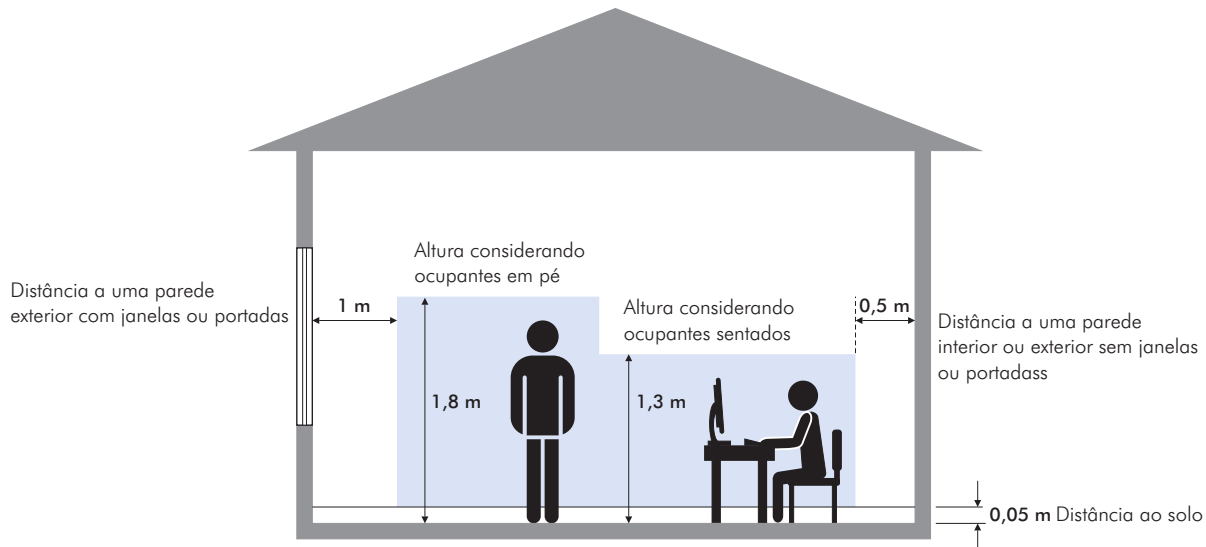 Altura considerando
ocupantes em pé
Distância a uma parede
exterior com janelas ou portadas
1 m
Altura considerando
ocupantes sentados
0,5 m
Distância a uma parede
interior ou exterior sem janelas
ou portadass
1,8 m
1,3 m
0,05 m Distância ao solo